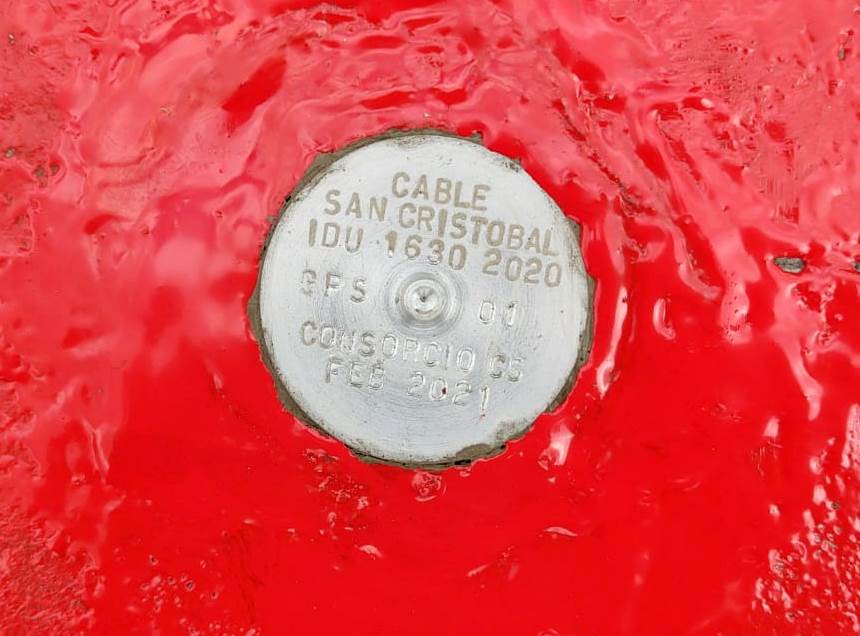 CABLE
SAN CRISTOBAL
IDU 1630 2020
GPS 01
CONSORCIO CS
FEB 2021